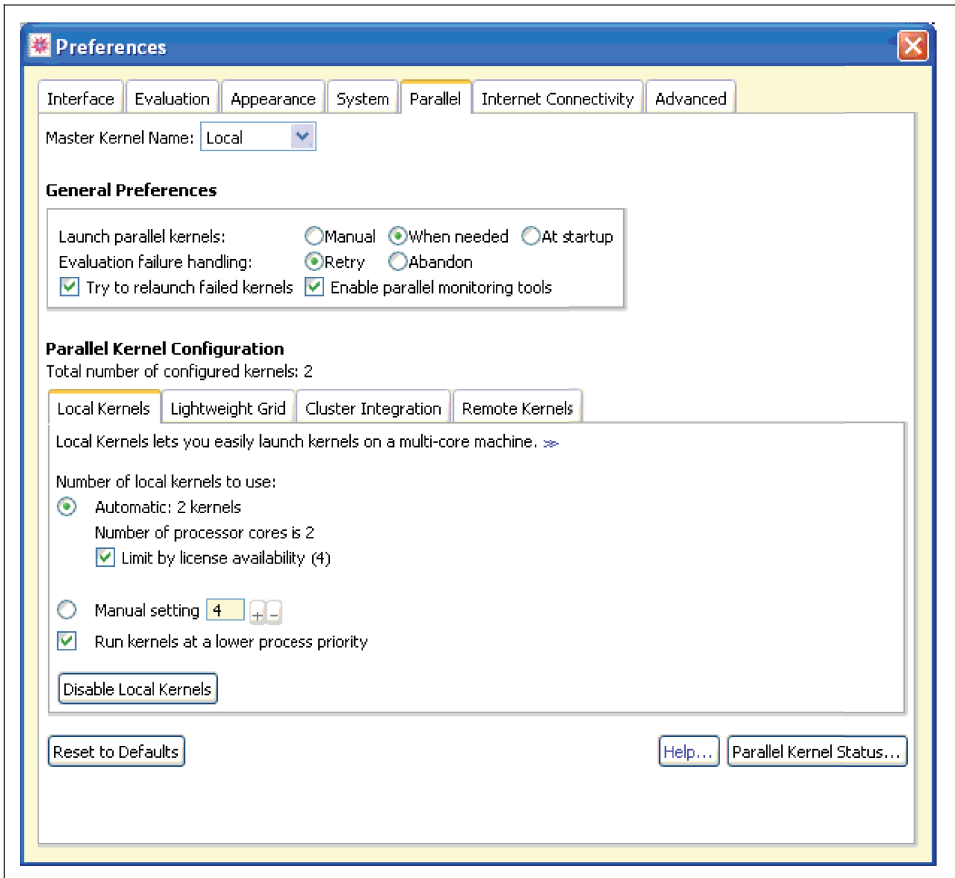 Preferences
Interface Evaluation Appearance System Parallel Internet Connectivity Advanced
Master Kernel Name: Local
General Preferences
Launch parallel kernels: Manual When needed At startup
Evaluation failure handling: Retry Abandon
Try to relaunch failed kernels Enable parallel monitoring tools
Parallel Kernel Configuration
Total number of configured kernels: 2
Local Kernels Lightweight Grid Cluster Integration Remote Kernels
Local Kernels lets you easily launch kernels on a multi-core machine. ≫
Number of local kernels to use:
Automatic: 2 kernels
Number of processor cores is 2
Limit by license availability (4)
Manual setting 4 + -
Run kernels at a lower process priority
Disable Local Kernels
Reset to Defaults Help... Parallel Kernel Status...